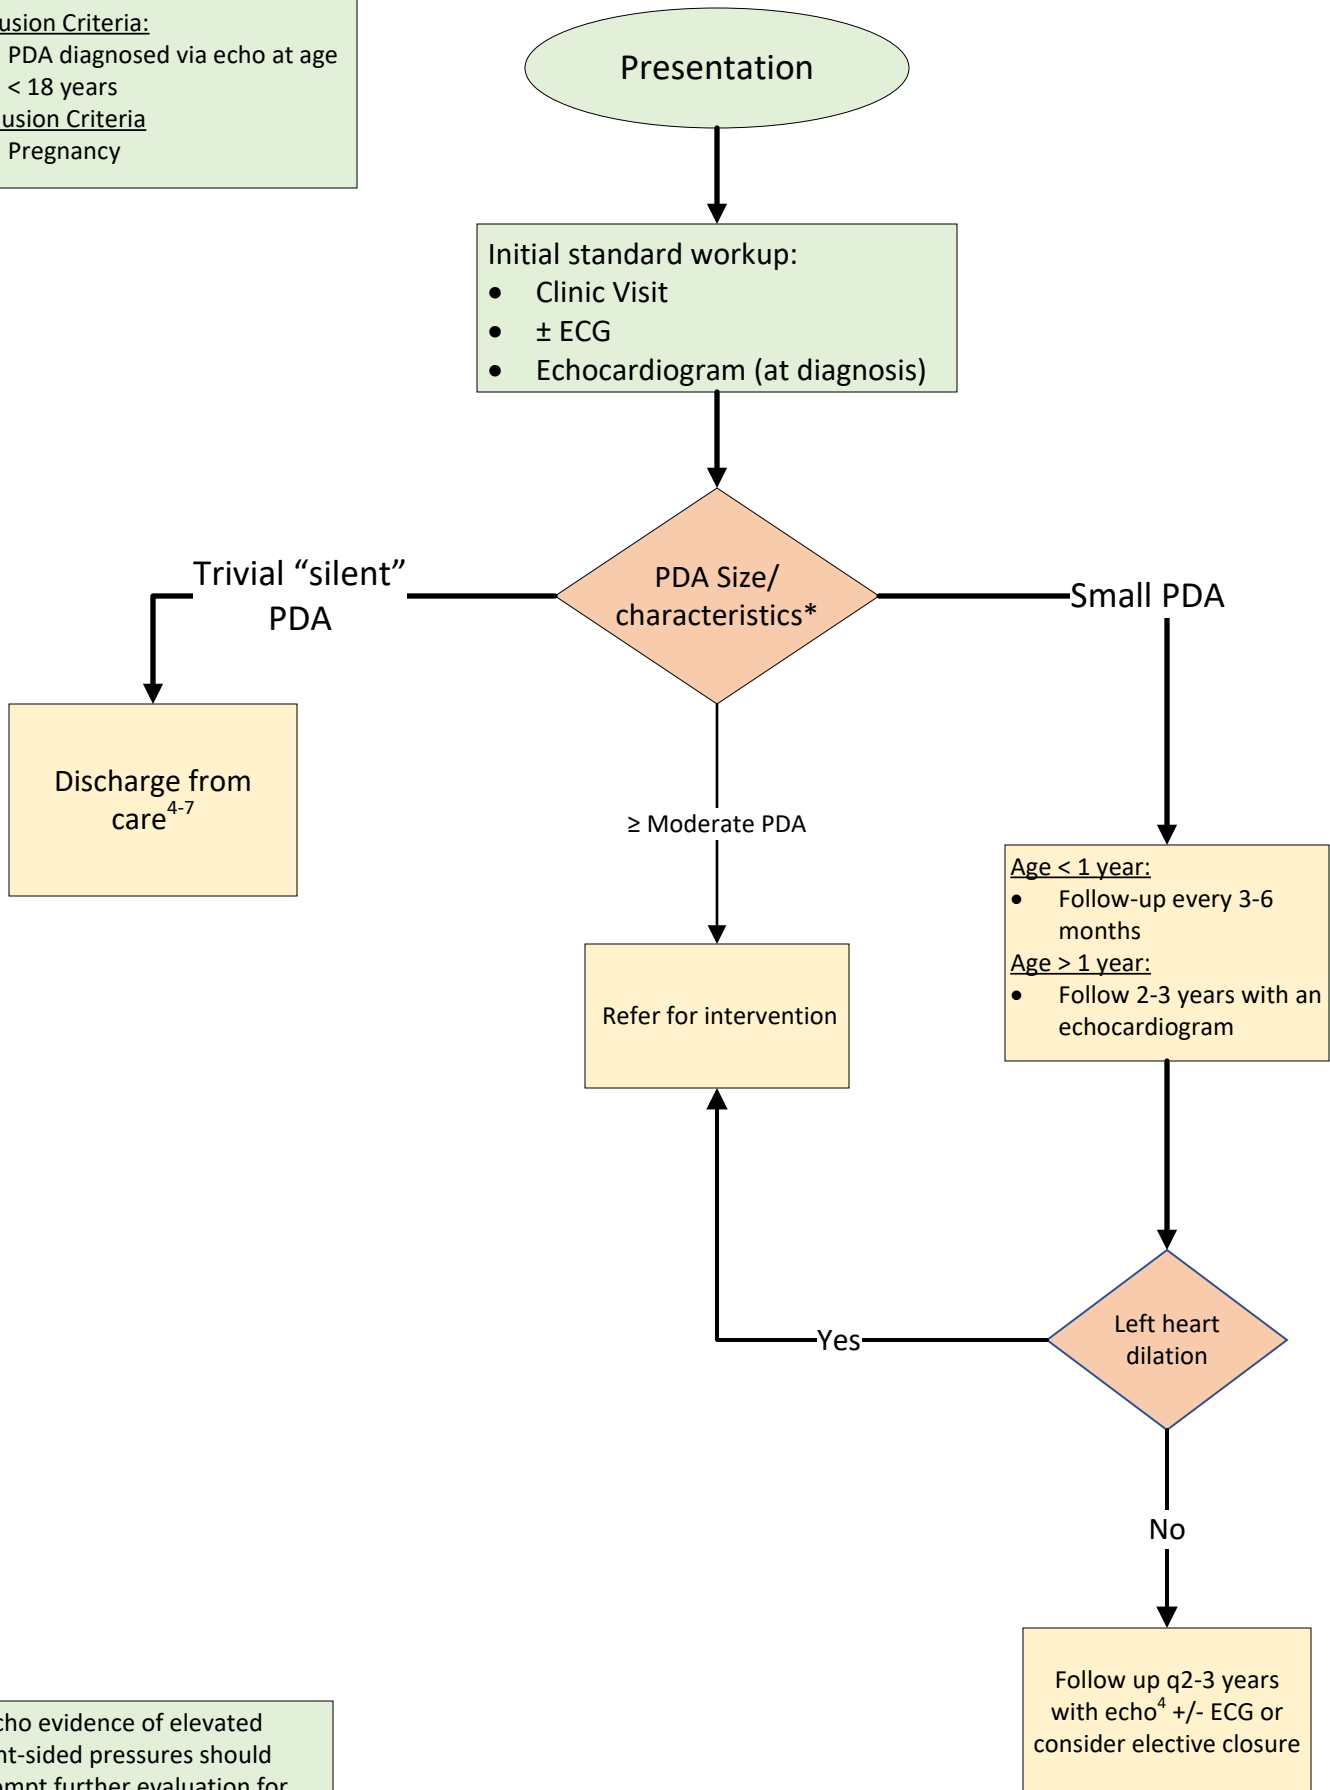 usion Criteria:
PDA diagnosed via echo at age
< 18 years
usion Criteria
Pregnancy
Presentation
Initial standard workup:
• Clinic Visit
• ± ECG
• Echocardiogram (at diagnosis)
PDA Size/
characteristics*
Trivial “silent”
PDA
Small PDA
Discharge from
care⁴⁻⁷
≥ Moderate PDA
Refer for intervention
Age < 1 year:
• Follow-up every 3-6
months
Age > 1 year:
• Follow 2-3 years with an
echocardiogram
Left heart
dilation
Yes
No
Follow up q2-3 years
with echo⁴ +/- ECG or
consider elective closure
cho evidence of elevated
nt-sided pressures should
ompt further evaluation for